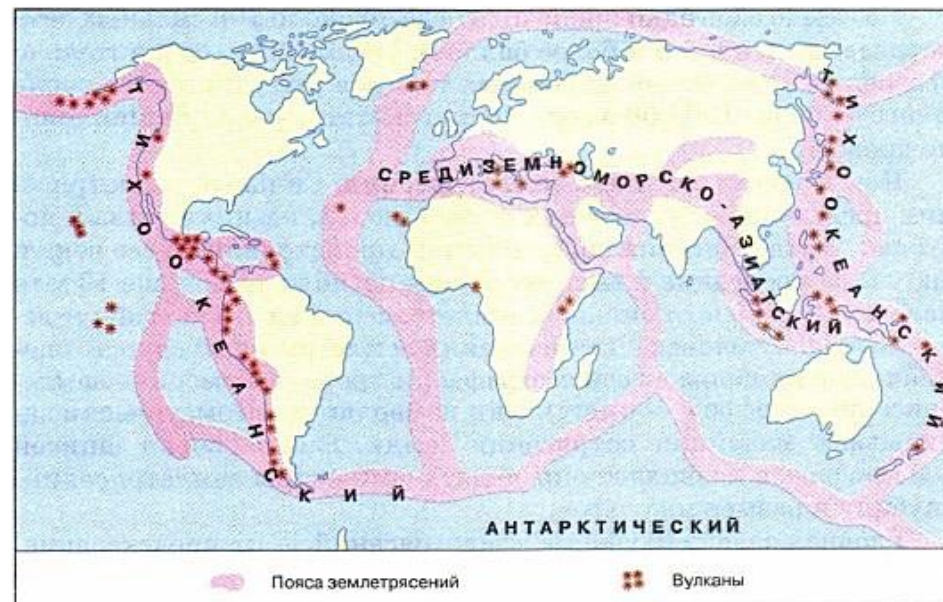 ТИХООКЕАНСКИЙ
СРЕДИЗЕМНОМОРСКО-АЗИАТСКИЙ
ТИХООКЕАНСКИЙ
АНТАРКТИЧЕСКИЙ
Пояса землетрясений
Вулканы